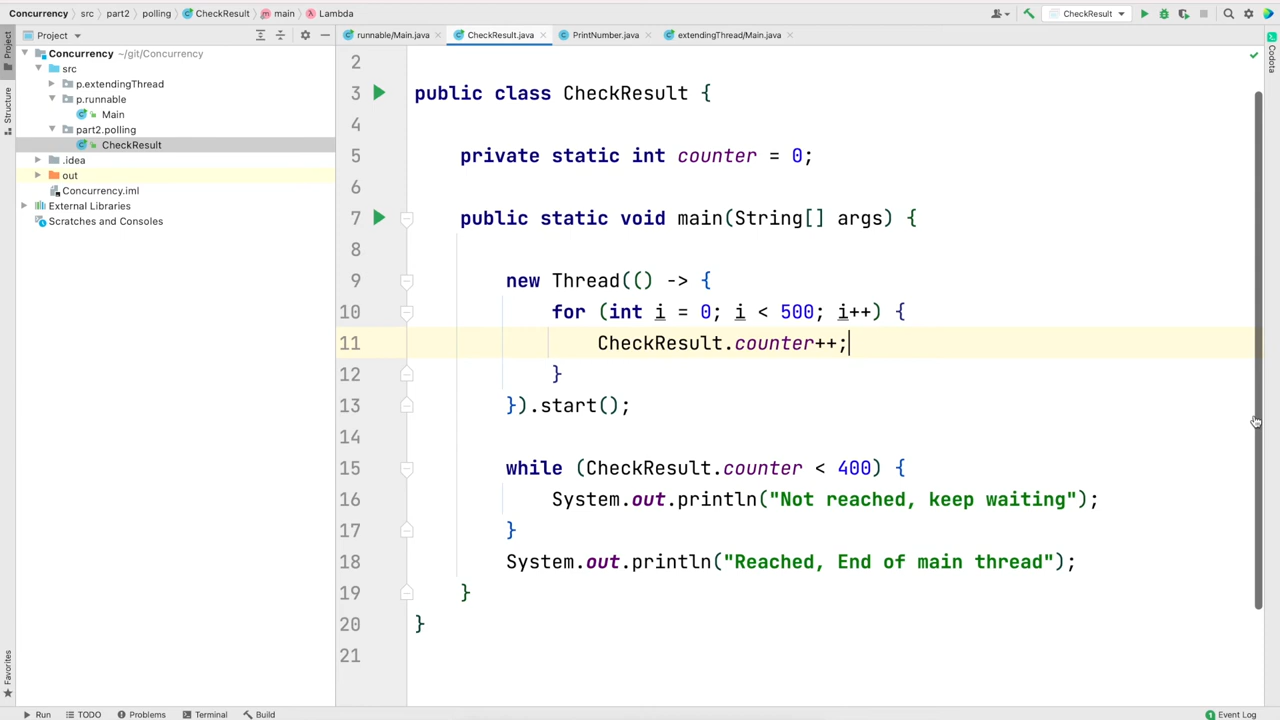 Concurrency › src › part2 › polling › CheckResult › main › Lambda
CheckResult
Project
runnable/Main.java
CheckResult.java
PrintNumber.java
extendingThread/Main.java
Project
Structure
Favorites
Codota
Concurrency ~/git/Concurrency
src
p.extendingThread
p.runnable
Main
part2.polling
CheckResult
.idea
out
Concurrency.iml
External Libraries
Scratches and Consoles
2
3 public class CheckResult {
4
5 private static int counter = 0;
6
7 public static void main(String[] args) {
8
9 new Thread(() -> {
10 for (int i = 0; i < 500; i++) {
11 CheckResult.counter++;
12 }
13 }).start();
14
15 while (CheckResult.counter < 400) {
16 System.out.println("Not reached, keep waiting");
17 }
18 System.out.println("Reached, End of main thread");
19 }
20 }
21
Run TODO Problems Terminal Build
1 Event Log